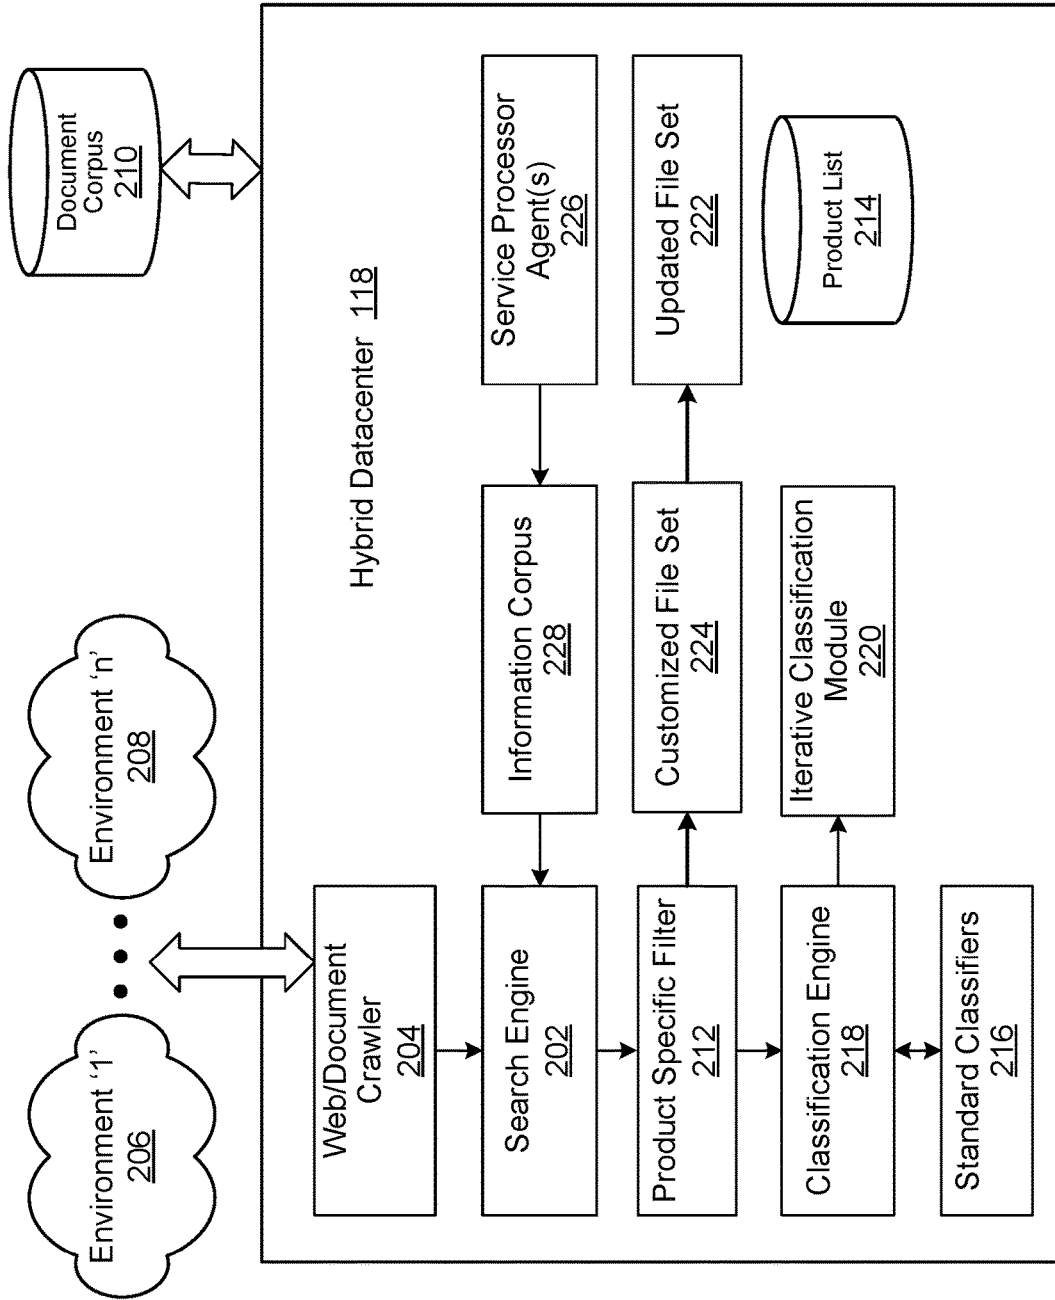 Environment '1'
206
Environment 'n'
208
Document
Corpus
210
Hybrid Datacenter 118
Web/Document
Crawler
204
Search Engine
202
Information Corpus
228
Service Processor
Agent(s)
226
Product Specific Filter
212
Customized File Set
224
Updated File Set
222
Classification Engine
218
Iterative Classification
Module
220
Product List
214
Standard Classifiers
216